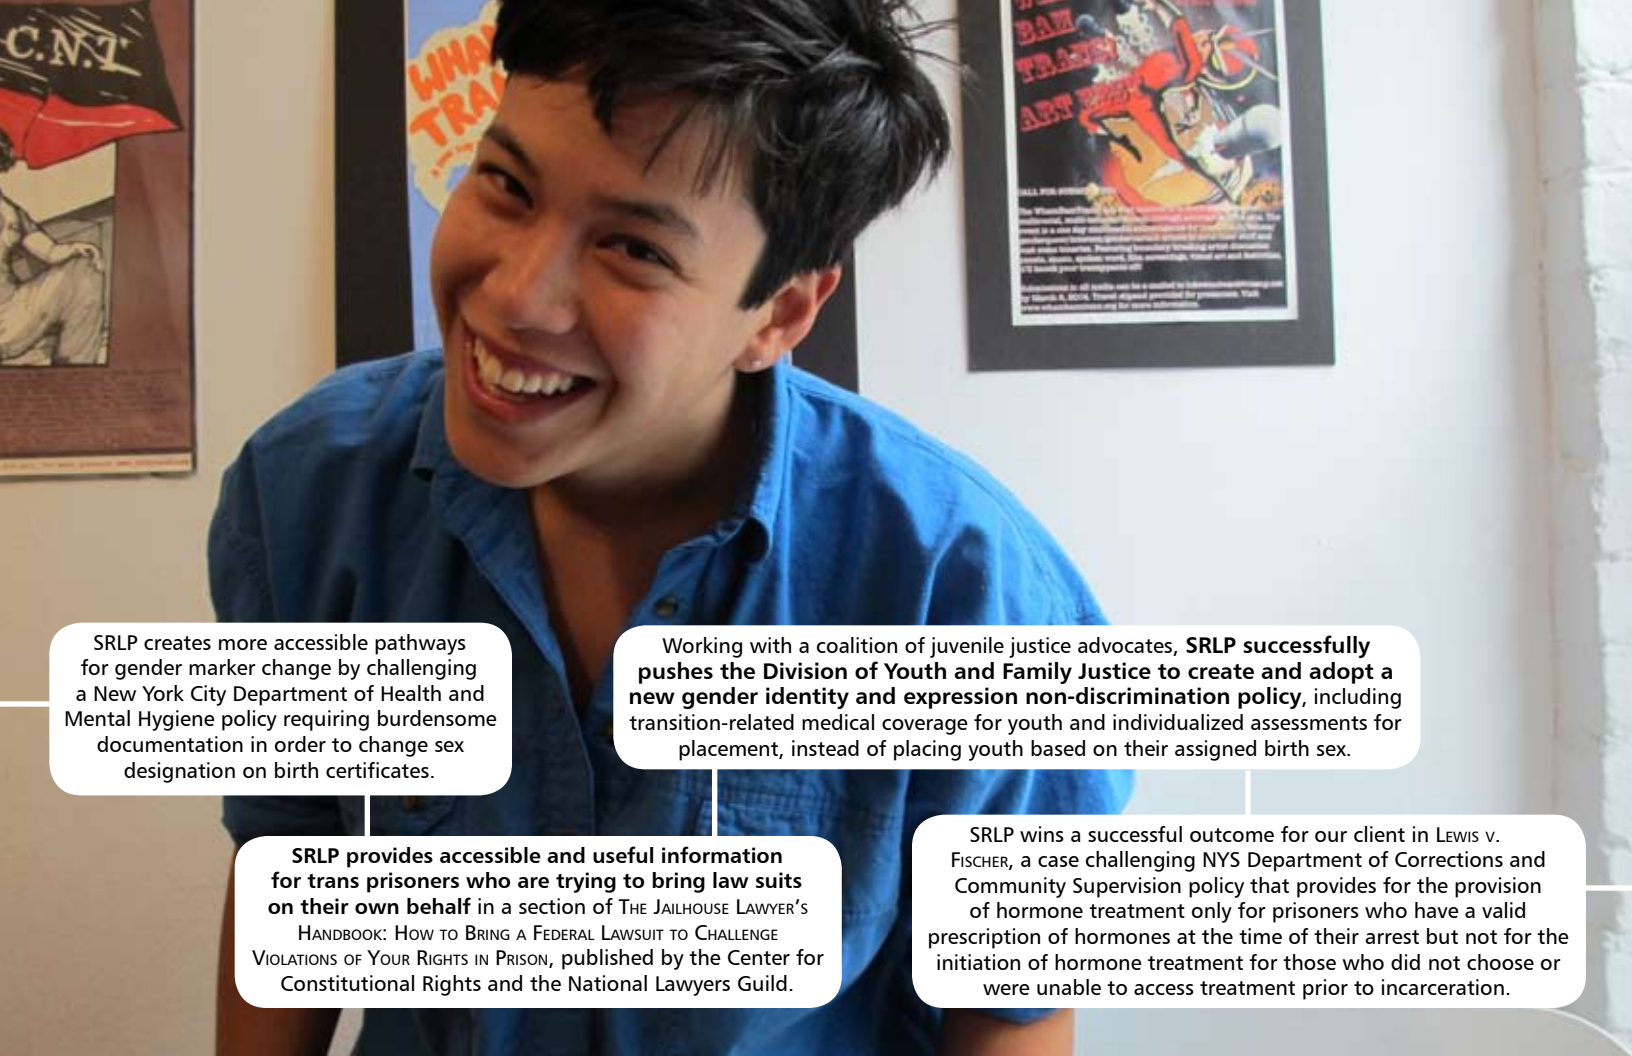 C.N.T
WHA
TRA
BAM
TRANS
ART FEST
SRLP creates more accessible pathways
for gender marker change by challenging
a New York City Department of Health and
Mental Hygiene policy requiring burdensome
documentation in order to change sex
designation on birth certificates.
Working with a coalition of juvenile justice advocates, SRLP successfully
pushes the Division of Youth and Family Justice to create and adopt a
new gender identity and expression non-discrimination policy, including
transition-related medical coverage for youth and individualized assessments for
placement, instead of placing youth based on their assigned birth sex.
SRLP provides accessible and useful information
for trans prisoners who are trying to bring law suits
on their own behalf in a section of The Jailhouse Lawyer's
Handbook: How to Bring a Federal Lawsuit to Challenge
Violations of Your Rights in Prison, published by the Center for
Constitutional Rights and the National Lawyers Guild.
SRLP wins a successful outcome for our client in Lewis v.
Fischer, a case challenging NYS Department of Corrections and
Community Supervision policy that provides for the provision
of hormone treatment only for prisoners who have a valid
prescription of hormones at the time of their arrest but not for the
initiation of hormone treatment for those who did not choose or
were unable to access treatment prior to incarceration.